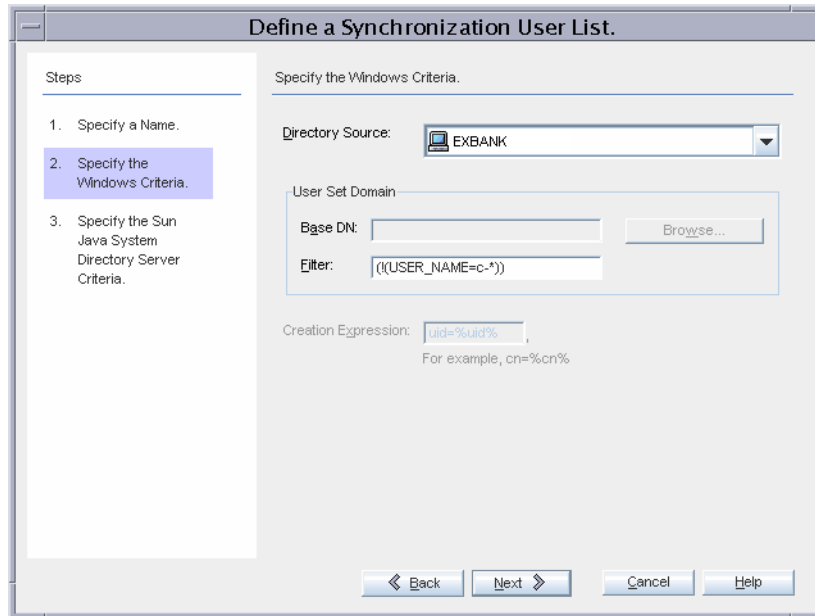 Define a Synchronization User List.
Steps
1. Specify a Name.
2. Specify the
Windows Criteria.
3. Specify the Sun
Java System
Directory Server
Criteria.
Specify the Windows Criteria.
Directory Source:
EXBANK
User Set Domain
Base DN:
Browse...
Filter:
(!(USER_NAME=c-*))
Creation Expression:
uid=%uid%
,
For example, cn=%cn%
Back
Next
Cancel
Help